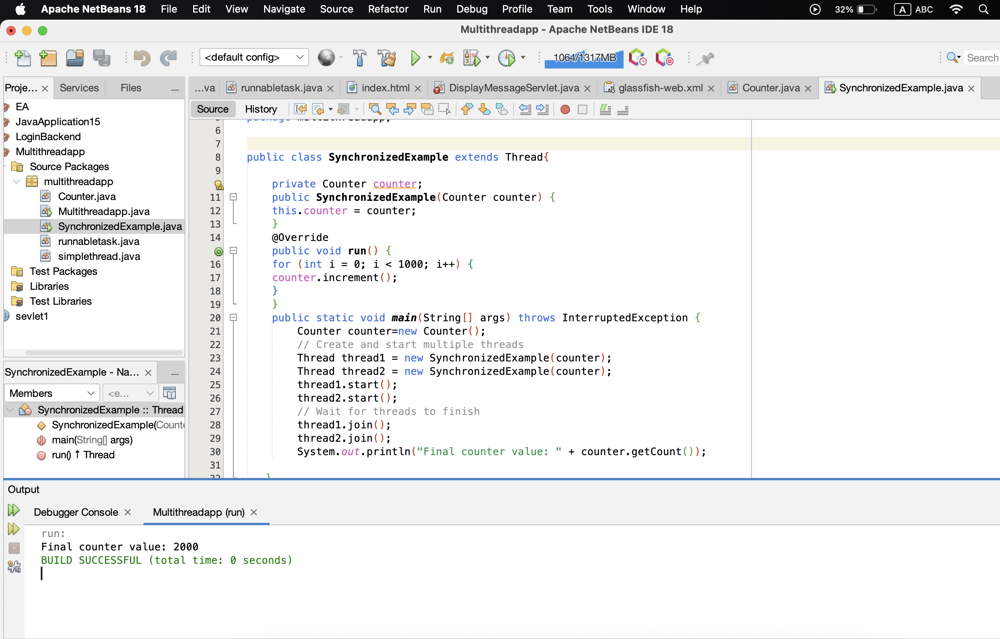 Apache NetBeans 18 File Edit View Navigate Source Refactor Run Debug Profile Team Tools Window Help 32% A ABC
Multithreadapp - Apache NetBeans IDE 18
<default config> 1064/1317MB Search
Proje... Services Files
...va runnabletask.java index.html DisplayMessageServlet.java glassfish-web.xml Counter.java SynchronizedExample.java
Source History
EA
JavaApplication15
LoginBackend
Multithreadapp
Source Packages
multithreadapp
Counter.java
Multithreadapp.java
SynchronizedExample.java
runnabletask.java
simplethread.java
Test Packages
Libraries
Test Libraries
sevlet1
SynchronizedExample - Na...
Members <e...
SynchronizedExample :: Thread
SynchronizedExample(Counte
main(String[] args)
run() ↑ Thread
5 package multithreadapp;
6
7
8 public class SynchronizedExample extends Thread{
9
private Counter counter;
11 public SynchronizedExample(Counter counter) {
12 this.counter = counter;
13 }
14 @Override
public void run() {
16 for (int i = 0; i < 1000; i++) {
17 counter.increment();
18 }
19 }
20 public static void main(String[] args) throws InterruptedException {
21 Counter counter=new Counter();
22 // Create and start multiple threads
23 Thread thread1 = new SynchronizedExample(counter);
24 Thread thread2 = new SynchronizedExample(counter);
25 thread1.start();
26 thread2.start();
27 // Wait for threads to finish
28 thread1.join();
29 thread2.join();
30 System.out.println("Final counter value: " + counter.getCount());
31
32 }
Output
Debugger Console Multithreadapp (run)
run:
Final counter value: 2000
BUILD SUCCESSFUL (total time: 0 seconds)